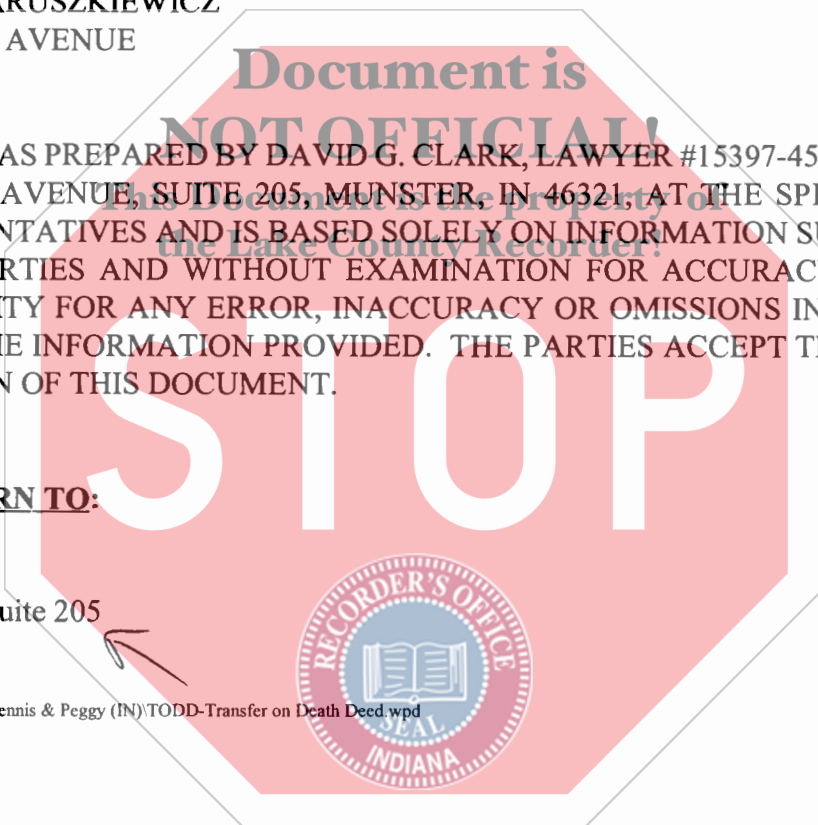 ARUSZKIEWICZ
AVENUE
Document is
NOT OFFICIAL!
AS PREPARED BY DAVID G. CLARK, LAWYER #15397-45
AVENUE, SUITE 205, MUNSTER, IN 46321, AT THE SP
This Document is the property of
NTATIVES AND IS BASED SOLELY ON INFORMATION SU
the Lake County Recorder!
RTIES AND WITHOUT EXAMINATION FOR ACCURAC
ITY FOR ANY ERROR, INACCURACY OR OMISSIONS IN
E INFORMATION PROVIDED. THE PARTIES ACCEPT T
N OF THIS DOCUMENT.
STOP
RN TO:
uite 205
RECORDER'S OFFICE
ennis & Peggy (IN)\TODD-Transfer on Death Deed.wpd
SEAL
INDIANA